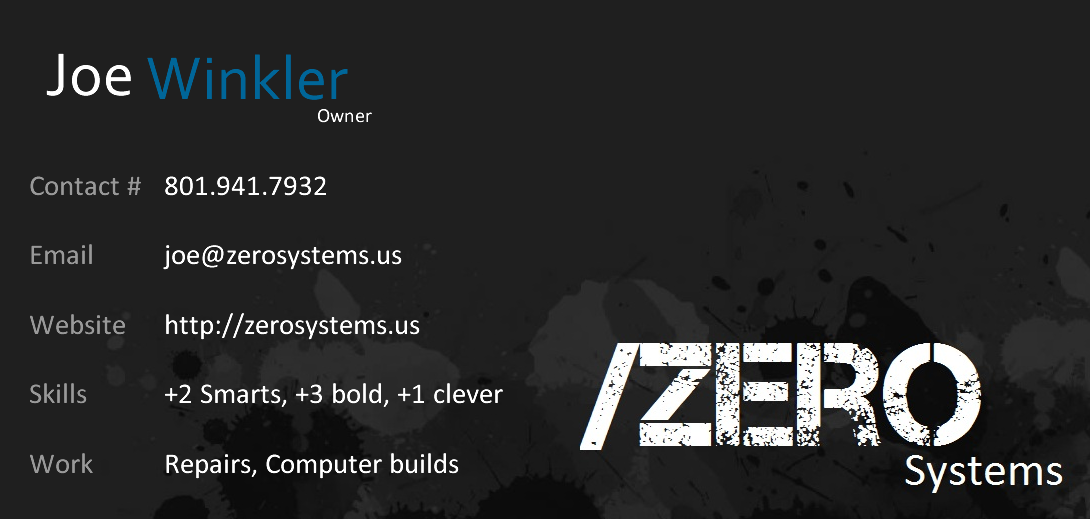 Joe Winkler
Owner
Contact # 801.941.7932
Email joe@zerosystems.us
Website http://zerosystems.us
Skills +2 Smarts, +3 bold, +1 clever
Work Repairs, Computer builds
/ZERO
Systems